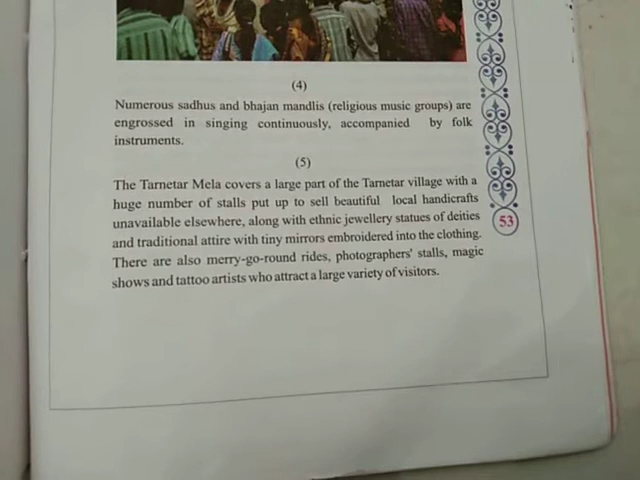 (4)
Numerous sadhus and bhajan mandlis (religious music groups) are
engrossed in singing continuously, accompanied by folk
instruments.
(5)
The Tarnetar Mela covers a large part of the Tarnetar village with a
huge number of stalls put up to sell beautiful local handicrafts
unavailable elsewhere, along with ethnic jewellery statues of deities
and traditional attire with tiny mirrors embroidered into the clothing.
There are also merry-go-round rides, photographers' stalls, magic
shows and tattoo artists who attract a large variety of visitors.
53